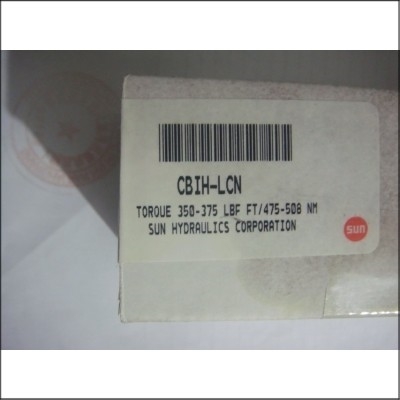 CBIH-LCN
TORQUE 350-375 LBF FT/475-508 NM
SUN HYDRAULICS CORPORATION
sun